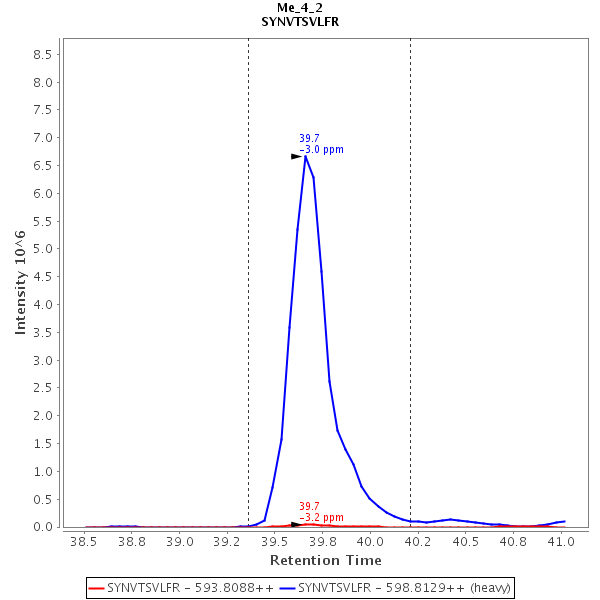 Me_4_2
SYNVTSVLFR
8.5
8.0
7.5
7.0
6.5
6.0
5.5
5.0
4.5
4.0
3.5
3.0
2.5
2.0
1.5
1.0
0.5
0.0
Intensity 10^6
39.7
-3.0 ppm
39.7
-3.2 ppm
38.5 38.8 39.0 39.2 39.5 39.8 40.0 40.2 40.5 40.8 41.0
Retention Time
SYNVTSVLFR - 593.8088++ SYNVTSVLFR - 598.8129++ (heavy)